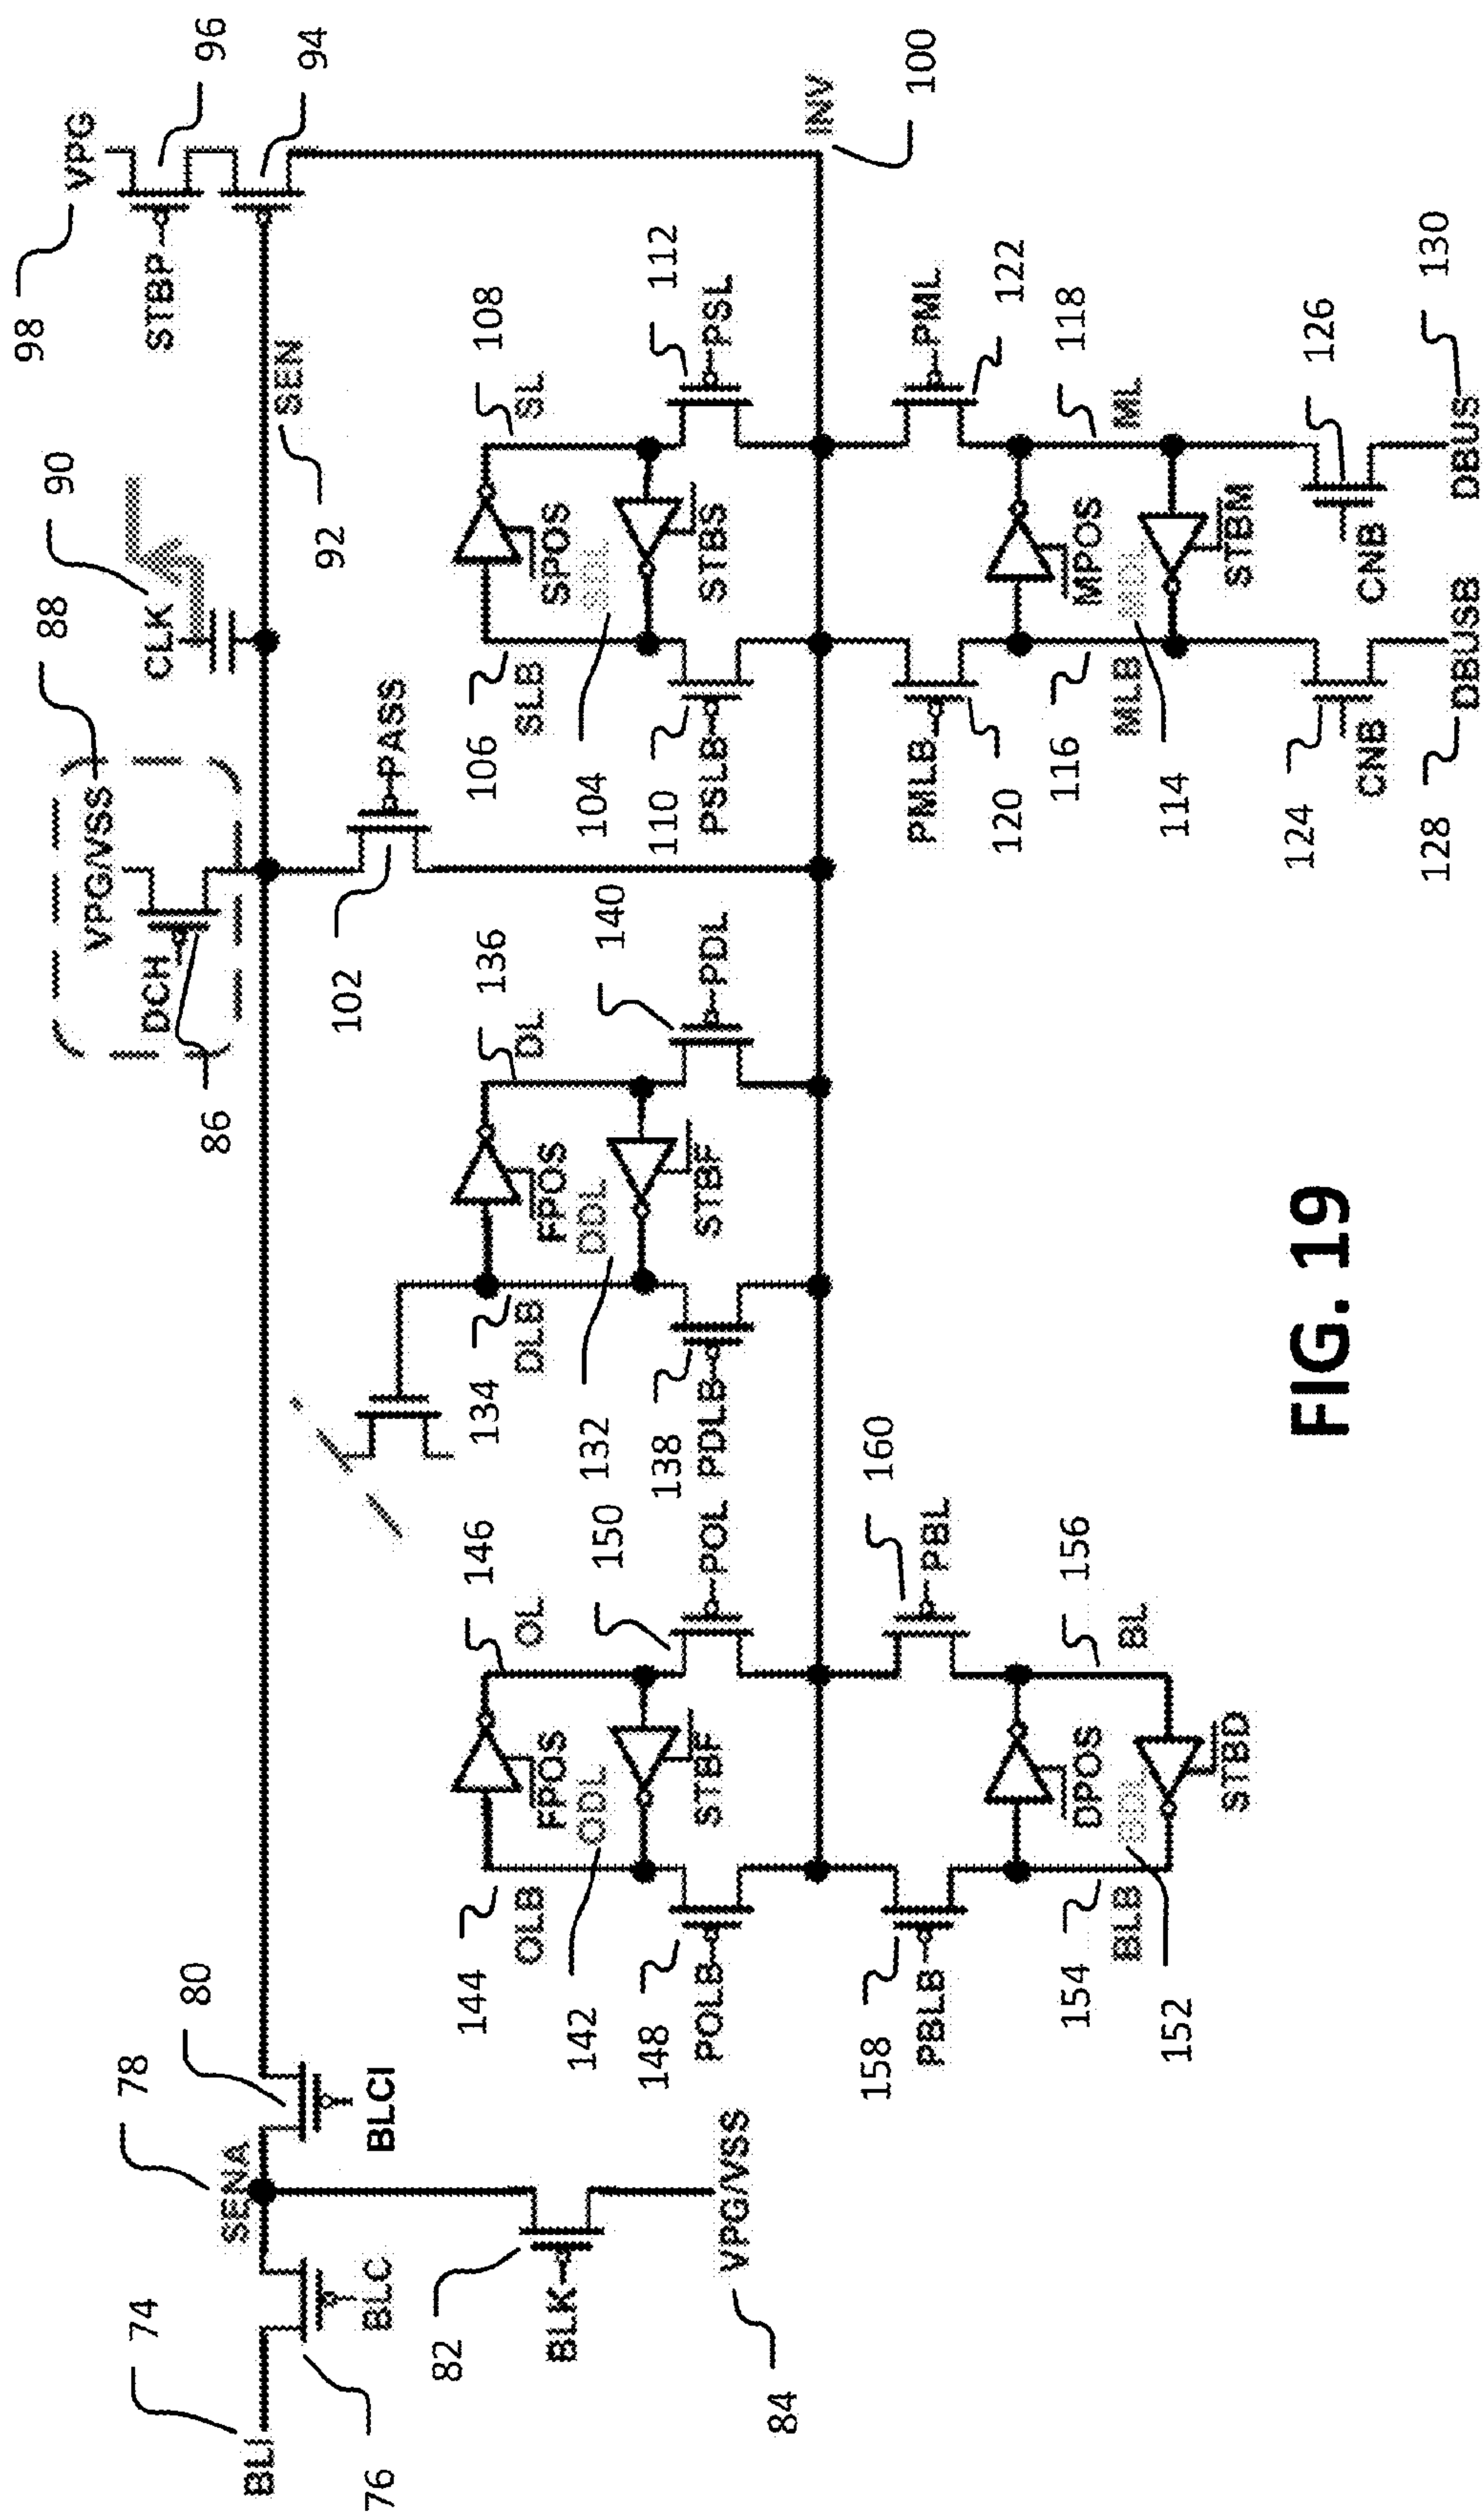 BLI
74
76
BLC
SENA
78
80
BLCI
82
BLK
VPG/VSS
84
86
DCH
VPG/VSS
88
CLK
90
SEN
92
98
VPG
96
STBP
94
102
PASS
INV
100
144
OLB
146
OL
FPOS
ODL
142
STBF
148
POLB
150
POL
158
PBLB
160
PBL
DPOS
154
BLB
152
STBD
156
BL
134
DLB
136
DL
FPOS
DDL
132
STBF
138
PDLB
140
PDL
106
SLB
108
SL
SPOS
104
STBS
110
PSLB
112
PSL
PMLB
120
PML
122
MPOS
116
MLB
114
STBM
118
ML
124
CNB
126
CNB
128
DBUSB
130
DBUS
FIG. 19